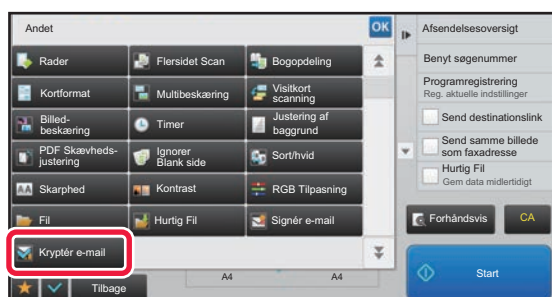 Andet
OK
Rader
Flersidet Scan
Bogopdeling
Kortformat
Multibeskæring
Visitkort
scanning
Billed-
beskæring
Timer
Justering af
baggrund
PDF Skævheds-
justering
Ignorer
Blank side
Sort/hvid
AA Skarphed
Kontrast
RGB Tilpasning
Fil
Hurtig Fil
Signér e-mail
Kryptér e-mail
Tilbage
A4
A4
Afsendelsesoversigt
Benyt søgenummer
Programregistrering
Reg. aktuelle indstillinger
Send destinationslink
Send samme billede
som faxadresse
Hurtig Fil
Gem data midlertidigt
Forhåndsvis
CA
Start